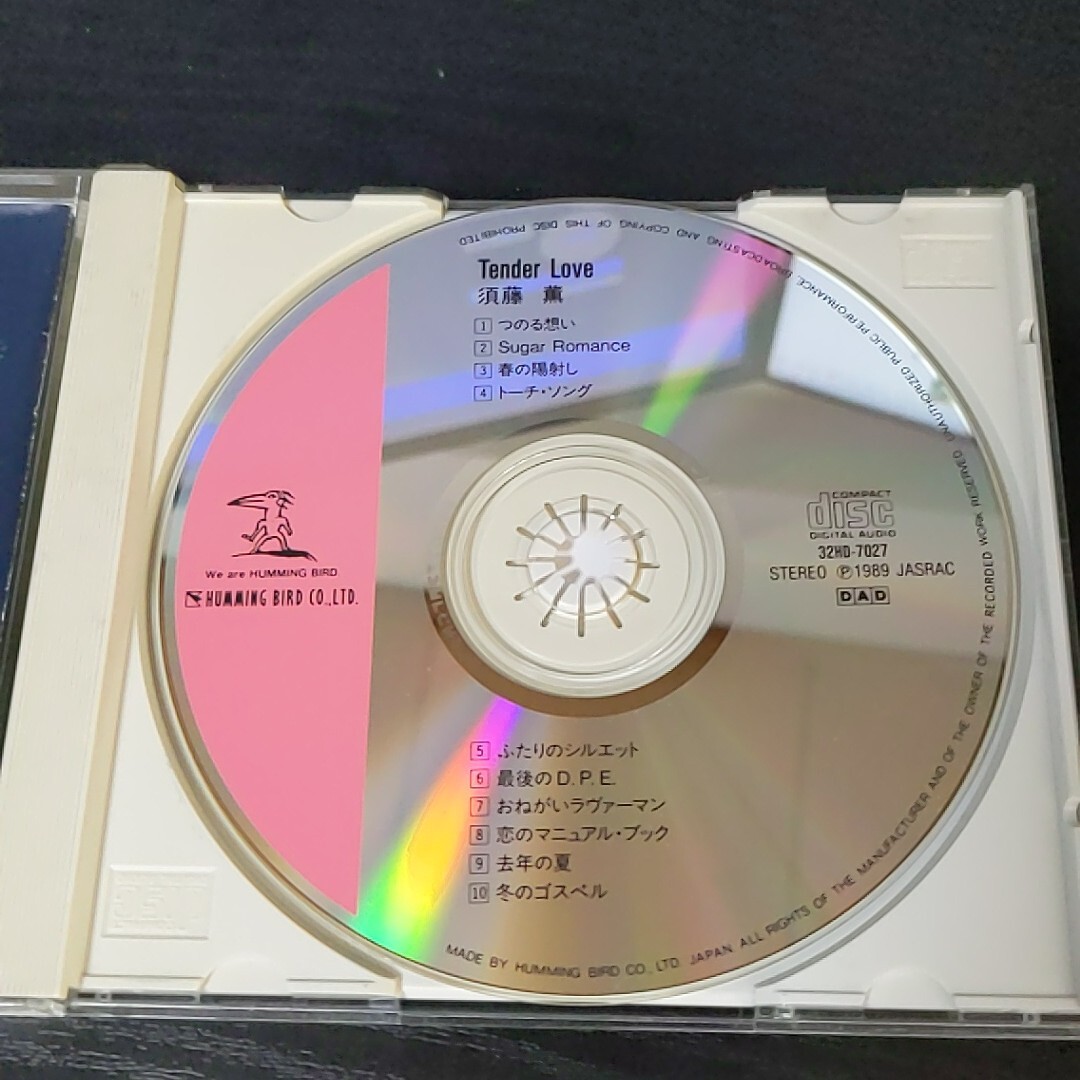 Tender Love
須藤 薫
1 つのる想い
2 Sugar Romance
3 春の陽射し
4 トーチ・ソング
We are HUMMING BIRD
HUMMING BIRD CO.,LTD.
COMPACT
disc
DIGITAL AUDIO
32HD-7027
STEREO Ⓟ1989 JASRAC
DAD
5 ふたりのシルエット
6 最後のD.P.E.
7 おねがいラヴァーマン
8 恋のマニュアル・ブック
9 去年の夏
10 冬のゴスペル
MADE BY HUMMING BIRD CO., LTD. JAPAN. ALL RIGHTS OF THE MANUFACTURER AND OF THE OWNER OF THE RECORDED WORK RESERVED. UNAUTHORIZED PUBLIC PERFORMANCE, BROADCASTING AND COPYING OF THIS DISC PROHIBITED